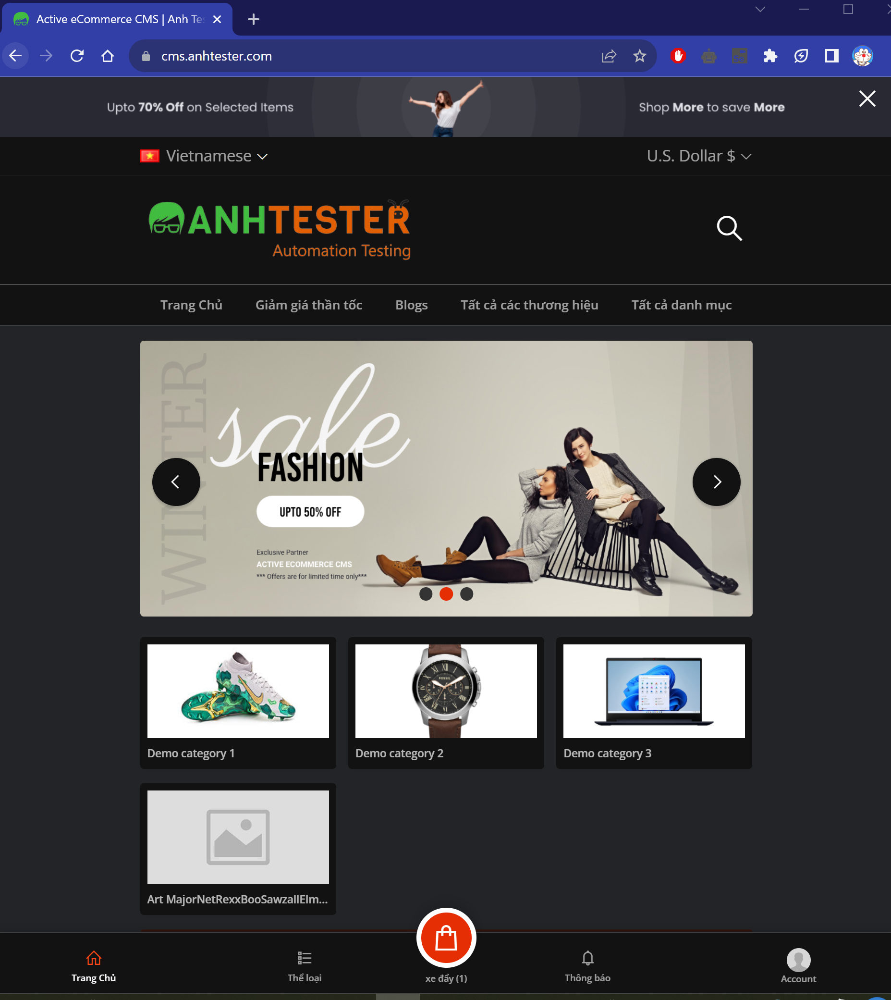 Active eCommerce CMS | Anh Tes
cms.anhtester.com
Upto 70% Off on Selected Items
Shop More to save More
Vietnamese
U.S. Dollar $
ANHTESTER
Automation Testing
Trang Chủ
Giảm giá thần tốc
Blogs
Tất cả các thương hiệu
Tất cả danh mục
WINTER
sale
FASHION
UPTO 50% OFF
Exclusive Partner
ACTIVE ECOMMERCE CMS
*** Offers are for limited time only***
FOSSIL
Demo category 1
Demo category 2
Demo category 3
Art MajorNetRexxBooSawzallElm...
Trang Chủ
Thể loại
xe đẩy (1)
Thông báo
Account